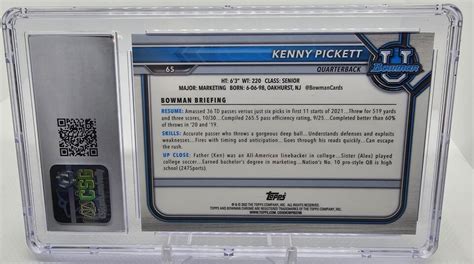 KENNY PICKETT
65
QUARTERBACK
U
Bowman
HT: 6'3" WT: 220 CLASS: SENIOR
MAJOR: MARKETING BORN: 6-06-98, OAKHURST, NJ @BowmanCards
BOWMAN BRIEFING
RESUME: Amassed 36 TD passes versus just six picks in first 11 starts of 2021...Threw for 519 yards
and three scores, 10/30...Compiled 265.5 pass efficiency rating, 9/25...Completed better than 60%
of throws in '20 and '19.
SKILLS: Accurate passer who throws a gorgeous deep ball...Understands defenses and exploits
weaknesses...Fires with timing and anticipation...Goes through his reads quickly...Can escape
the rush.
UP CLOSE: Father (Ken) was an All-American linebacker in college...Sister (Alex) played
college soccer...Earned bachelor's degree in marketing...Nation's No. 10 pro-style QB in high
school (247Sports).
Topps
CSG